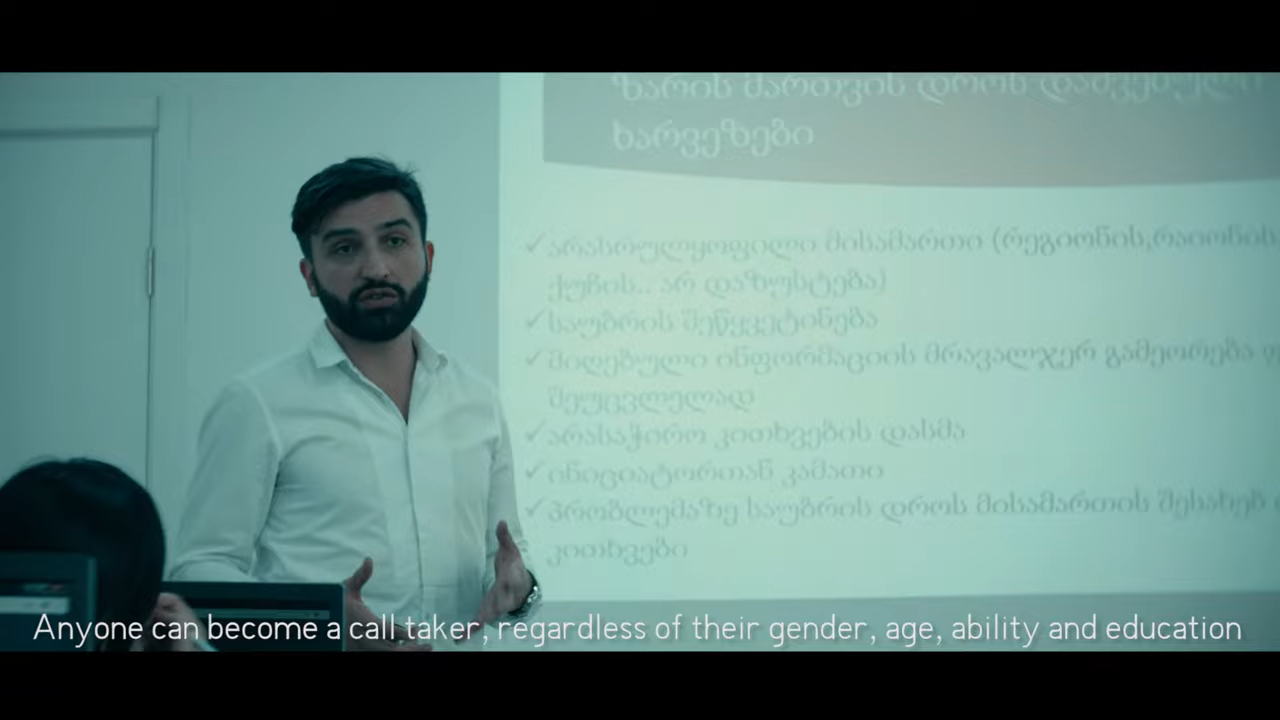 ზარის მართვის დროს დაშვებული
ხარვეზები
✓არასრულყოფილი მისამართი (რეგიონის,რაიონის
ქუჩის.. არ დაზუსტება)
✓საუბრის შეწყვეტინება
✓მიღებული ინფორმაციის მრავალჯერ გამეორება
შეუცვლელად
✓არასაჭირო კითხვების დასმა
✓ინიციატორთან კამათი
✓პრობლემაზე საუბრის დროს მისამართის შესახებ
კითხვები
Anyone can become a call taker, regardless of their gender, age, ability and education